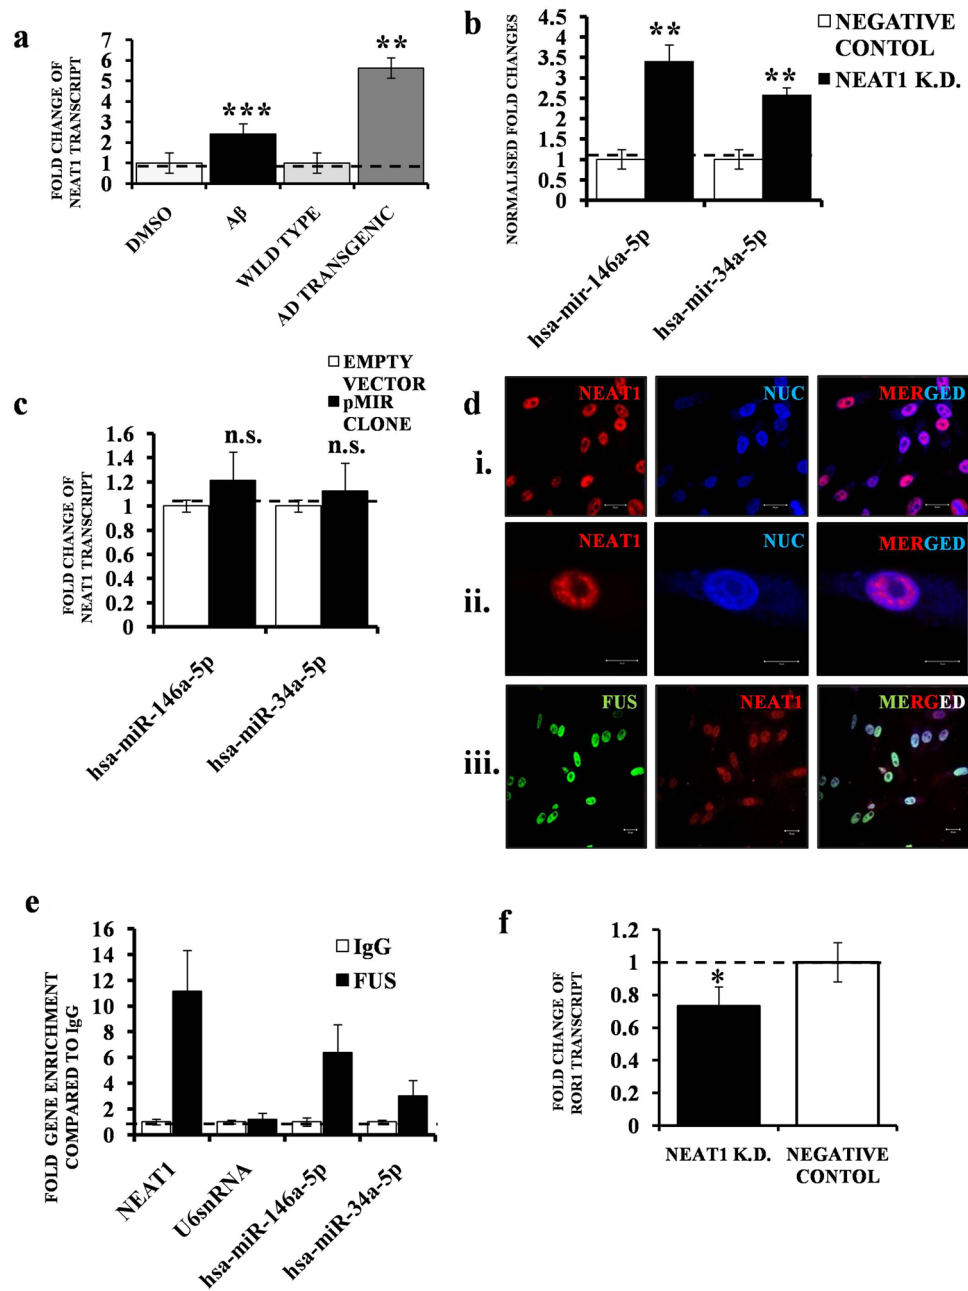 a
FOLD CHANGE OF
NEAT1 TRANSCRIPT
7
6
5
4
3
2
1
0
***
**
DMSO
Aβ
WILD TYPE
AD TRANSGENIC
b
NORMALISED FOLD CHANGES
4.5
4
3.5
3
2.5
2
1.5
1
0.5
0
**
**
NEGATIVE
CONTOL
NEAT1 K.D.
hsa-mir-146a-5p
hsa-mir-34a-5p
c
EMPTY
VECTOR
pMIR
CLONE
FOLD CHANGE OF
NEAT1 TRANSCRIPT
1.6
1.4
1.2
1
0.8
0.6
0.4
0.2
0
n.s.
n.s.
hsa-miR-146a-5p
hsa-miR-34a-5p
d
i.
NEAT1
NUC
MERGED
ii.
NEAT1
NUC
MERGED
iii.
FUS
NEAT1
MERGED
e
FOLD GENE ENRICHMENT
COMPARED TO IgG
16
14
12
10
8
6
4
2
0
IgG
FUS
NEAT1
U6snRNA
hsa-miR-146a-5p
hsa-miR-34a-5p
f
FOLD CHANGE OF
ROR1 TRANSCRIPT
1.2
1
0.8
0.6
0.4
0.2
0
*
NEAT1 K.D.
NEGATIVE
CONTOL